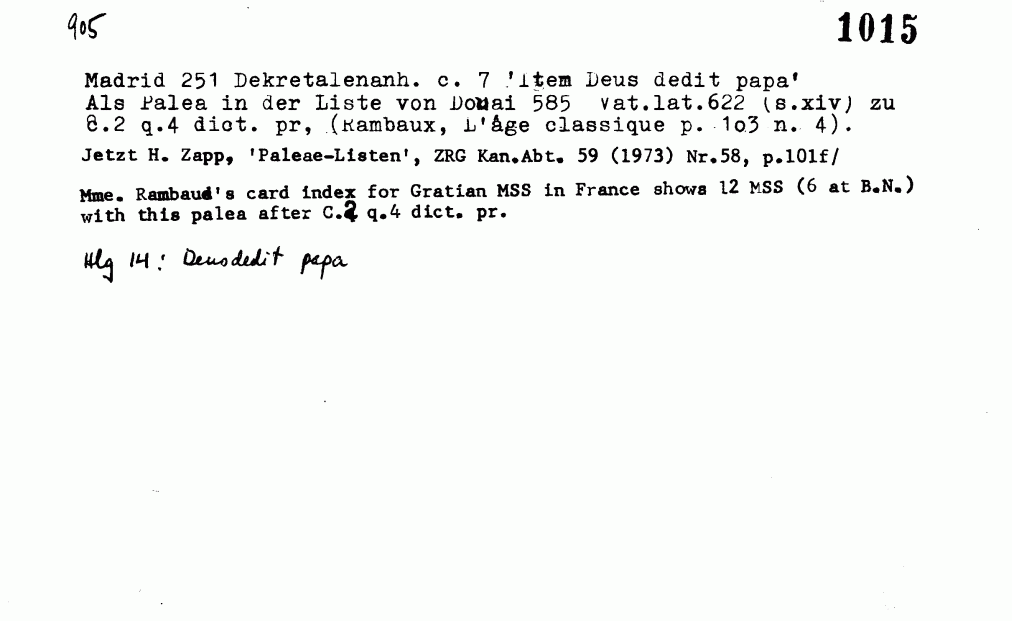 905 1015
Madrid 251 Dekretalenanh. c. 7 'Item Deus dedit papa'
Als Palea in der Liste von Douai 585 Vat.lat.622 (s.xiv) zu
C.2 q.4 dict. pr, (Rambaux, L'Âge classique p. 1o3 n. 4).
Jetzt H. Zapp, 'Paleae-Listen', ZRG Kan.Abt. 59 (1973) Nr.58, p.101f/
Mme. Rambaud's card index for Gratian MSS in France shows 12 MSS (6 at B.N.)
with this palea after C.2 q.4 dict. pr.
Hlg 14: Deusdedit papa